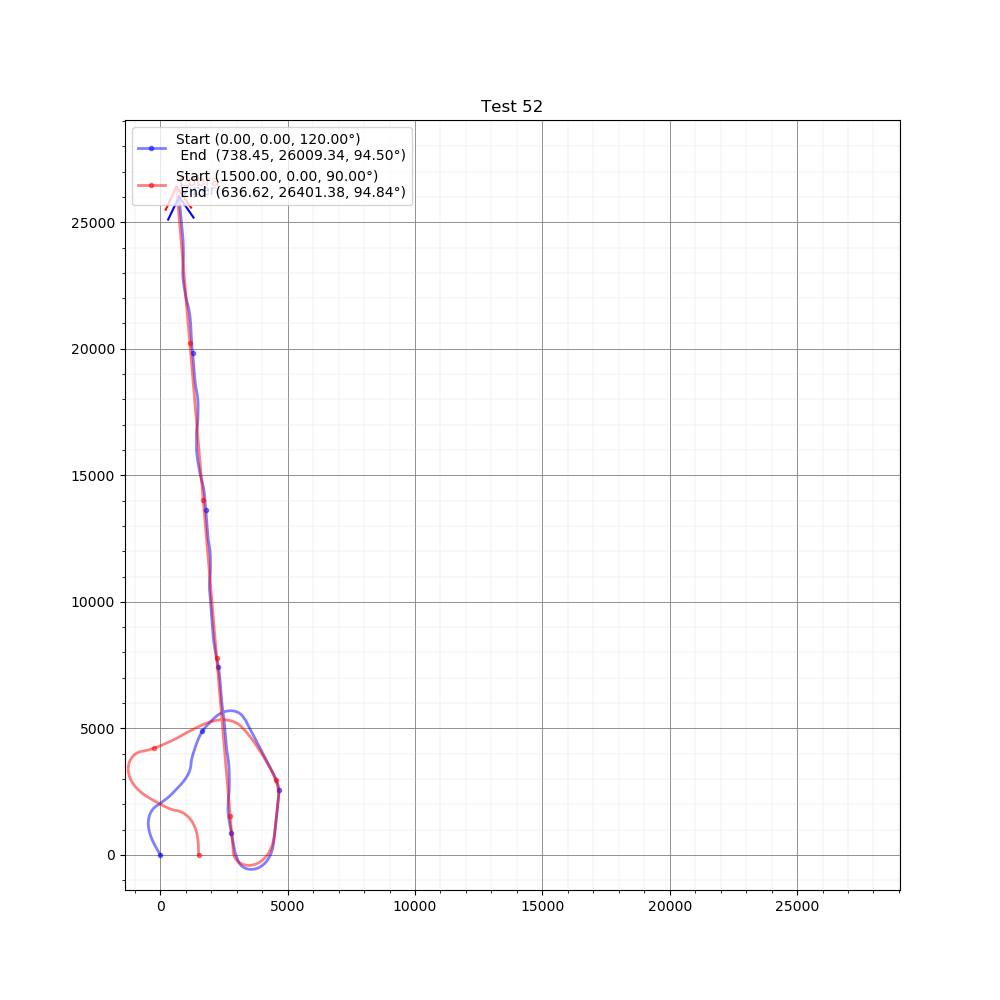 Test 52
Start (0.00, 0.00, 120.00°)
End (738.45, 26009.34, 94.50°)
Start (1500.00, 0.00, 90.00°)
End (636.62, 26401.38, 94.84°)
25000
20000
15000
10000
5000
0
0 5000 10000 15000 20000 25000